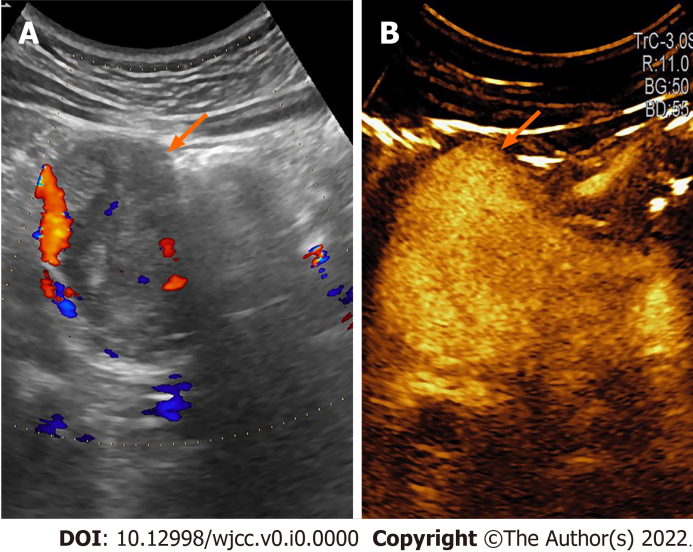 A
B
TrC-3.0S
R:11.0
BG:50
BD:55
DOI: 10.12998/wjcc.v0.i0.0000 Copyright ©The Author(s) 2022.